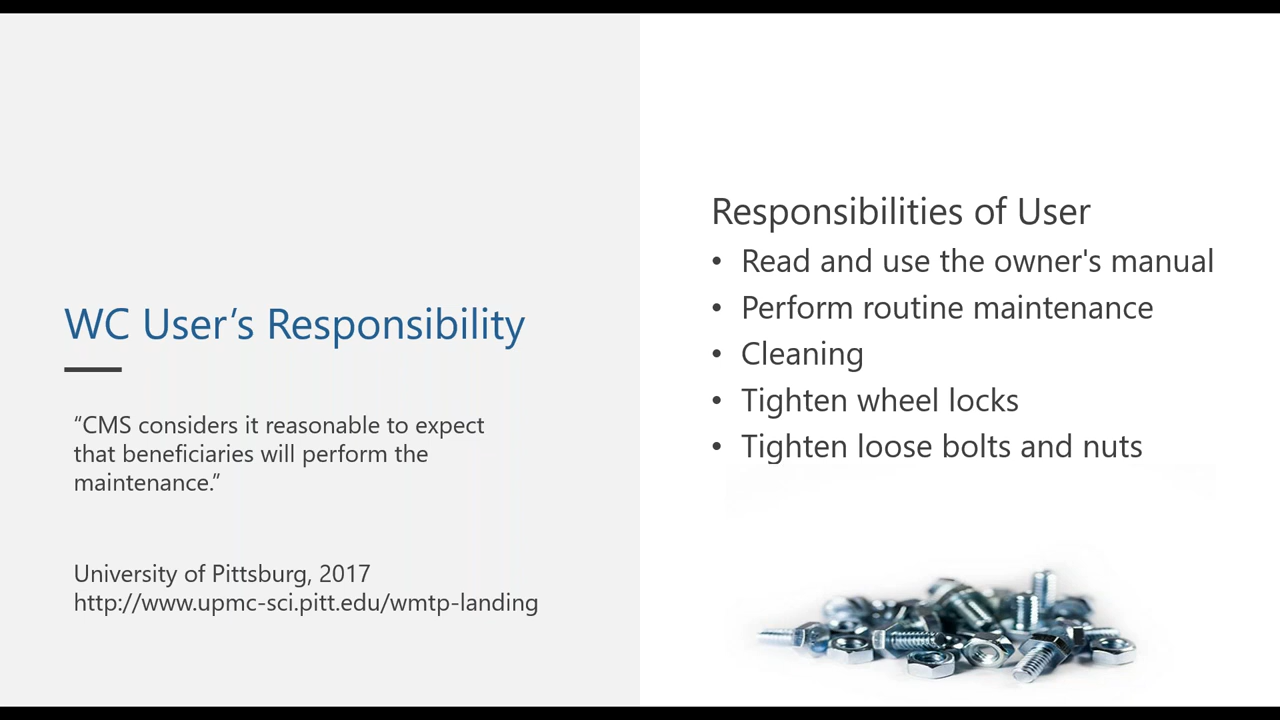 WC User’s Responsibility
“CMS considers it reasonable to expect
that beneficiaries will perform the
maintenance.”
University of Pittsburg, 2017
http://www.upmc-sci.pitt.edu/wmtp-landing
Responsibilities of User
• Read and use the owner's manual
• Perform routine maintenance
• Cleaning
• Tighten wheel locks
• Tighten loose bolts and nuts